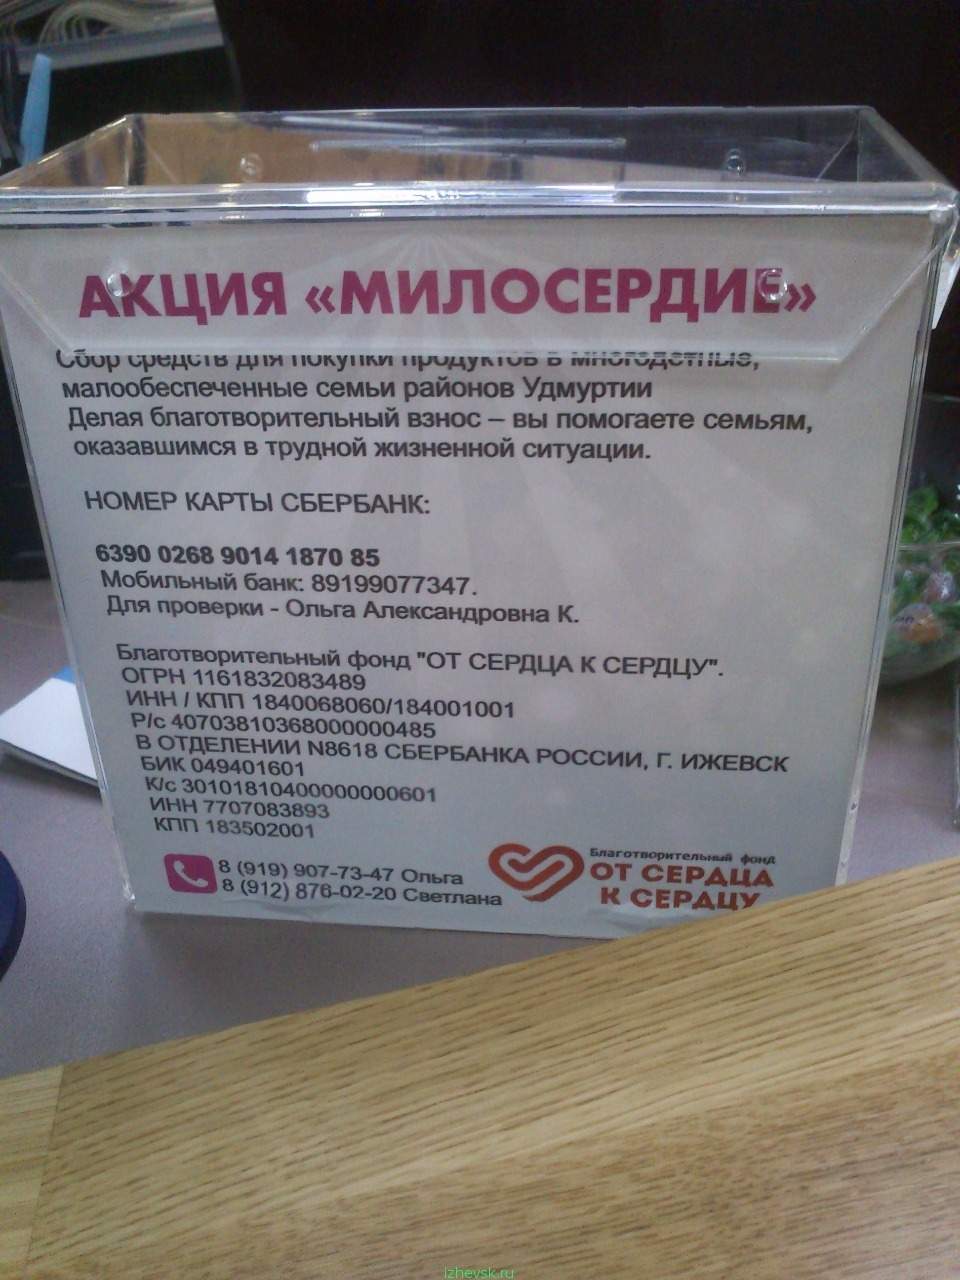 АКЦИЯ «МИЛОСЕРДИЕ»
Сбор средств для покупки продуктов в многодетные,
малообеспеченные семьи районов Удмуртии
Делая благотворительный взнос – вы помогаете семьям,
оказавшимся в трудной жизненной ситуации.
НОМЕР КАРТЫ СБЕРБАНК:
6390 0268 9014 1870 85
Мобильный банк: 89199077347.
Для проверки - Ольга Александровна К.
Благотворительный фонд "ОТ СЕРДЦА К СЕРДЦУ".
ОГРН 1161832083489
ИНН / КПП 1840068060/184001001
Р/с 40703810368000000485
В ОТДЕЛЕНИИ N8618 СБЕРБАНКА РОССИИ, Г. ИЖЕВСК
БИК 049401601
К/с 30101810400000000601
ИНН 7707083893
КПП 183502001
8 (919) 907-73-47 Ольга
8 (912) 876-02-20 Светлана
Благотворительный фонд
ОТ СЕРДЦА
К СЕРДЦУ
izhevsk.ru